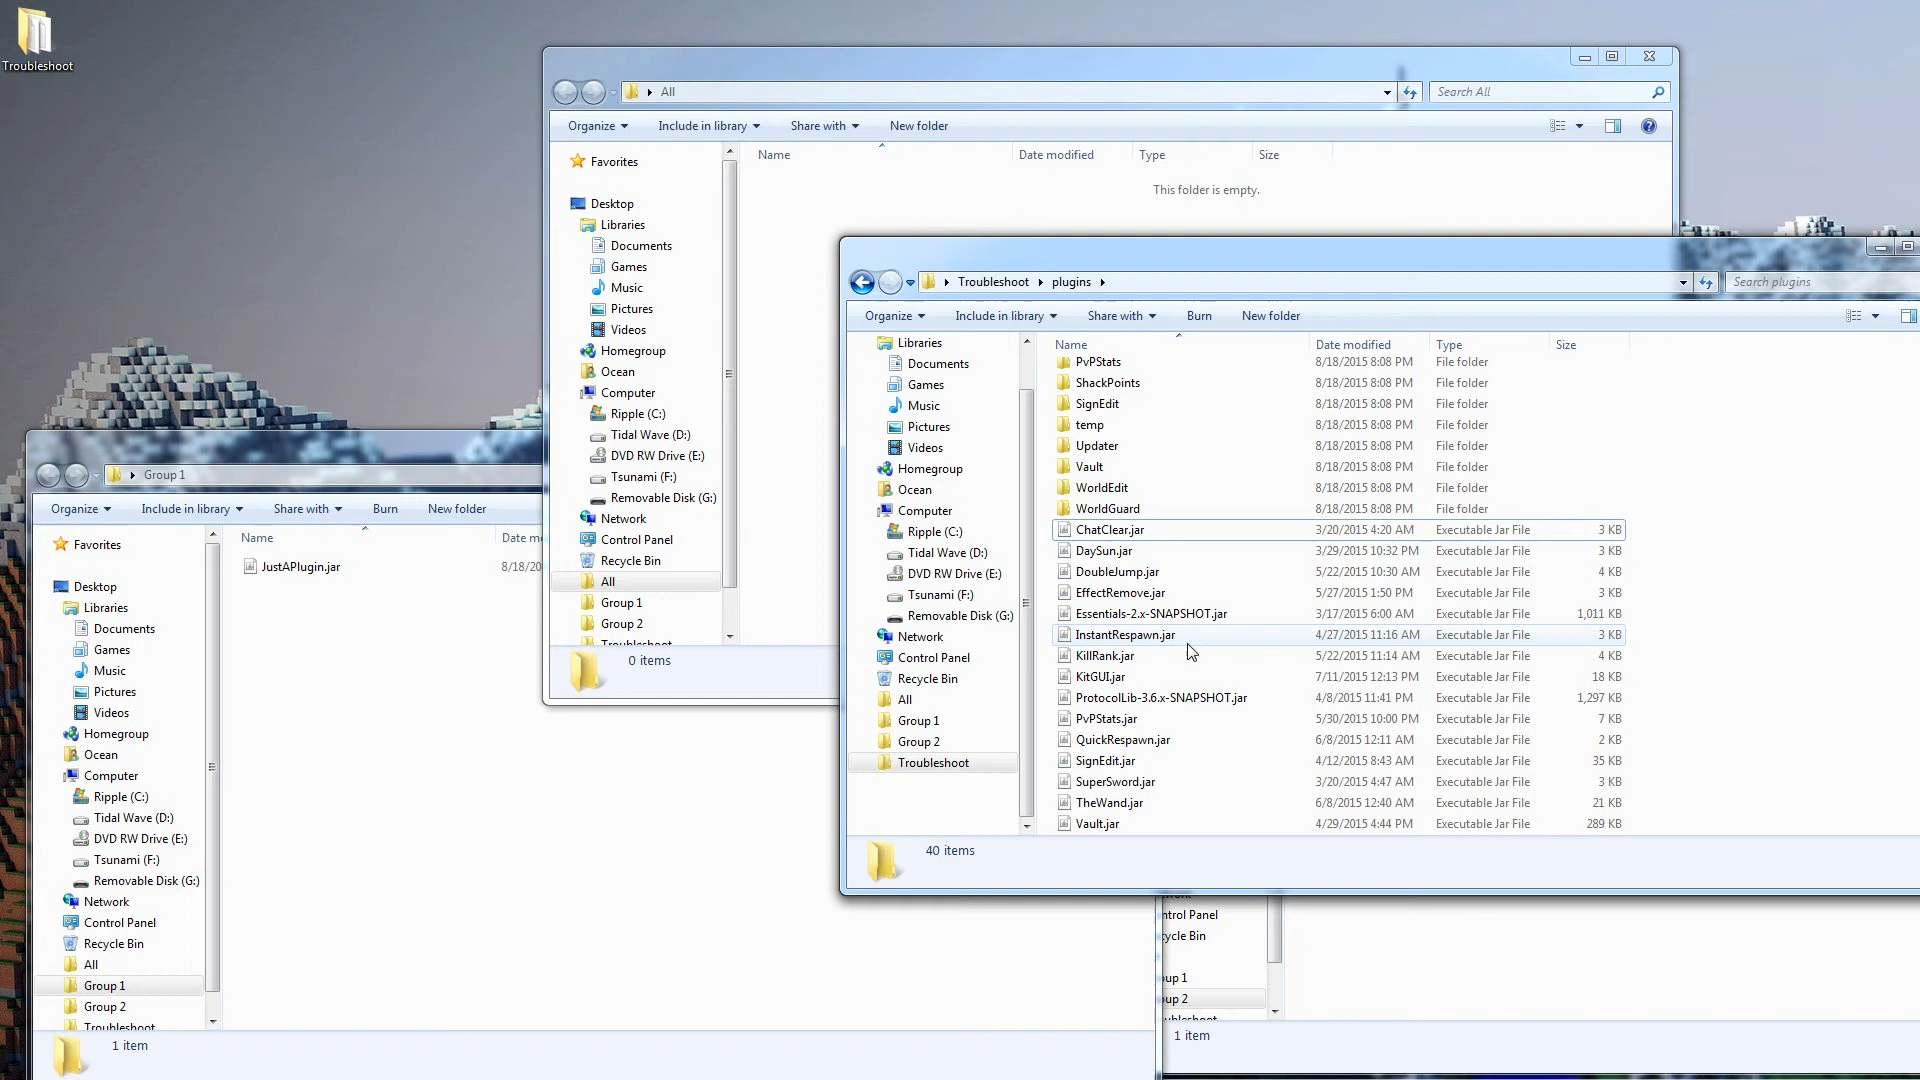 Troubleshoot
All
Search All
Organize Include in library Share with New folder
Name Date modified Type Size
This folder is empty.
Favorites
Desktop
Libraries
Documents
Games
Music
Pictures
Videos
Homegroup
Ocean
Computer
Ripple (C:)
Tidal Wave (D:)
DVD RW Drive (E:)
Tsunami (F:)
Removable Disk (G:)
Network
Control Panel
Recycle Bin
All
Group 1
Group 2
Troubleshoot
0 items
Troubleshoot plugins
Search plugins
Organize Include in library Share with Burn New folder
Libraries
Documents
Games
Music
Pictures
Videos
Homegroup
Ocean
Computer
Ripple (C:)
Tidal Wave (D:)
DVD RW Drive (E:)
Tsunami (F:)
Removable Disk (G:)
Network
Control Panel
Recycle Bin
All
Group 1
Group 2
Troubleshoot
Name Date modified Type Size
PvPStats 8/18/2015 8:08 PM File folder
ShackPoints 8/18/2015 8:08 PM File folder
SignEdit 8/18/2015 8:08 PM File folder
temp 8/18/2015 8:08 PM File folder
Updater 8/18/2015 8:08 PM File folder
Vault 8/18/2015 8:08 PM File folder
WorldEdit 8/18/2015 8:08 PM File folder
WorldGuard 8/18/2015 8:08 PM File folder
ChatClear.jar 3/20/2015 4:20 AM Executable Jar File 3 KB
DaySun.jar 3/29/2015 10:32 PM Executable Jar File 3 KB
DoubleJump.jar 5/22/2015 10:30 AM Executable Jar File 4 KB
EffectRemove.jar 5/27/2015 1:50 PM Executable Jar File 3 KB
Essentials-2.x-SNAPSHOT.jar 3/17/2015 6:00 AM Executable Jar File 1,011 KB
InstantRespawn.jar 4/27/2015 11:16 AM Executable Jar File 3 KB
KillRank.jar 5/22/2015 11:14 AM Executable Jar File 4 KB
KitGUI.jar 7/11/2015 12:13 PM Executable Jar File 18 KB
ProtocolLib-3.6.x-SNAPSHOT.jar 4/8/2015 11:41 PM Executable Jar File 1,297 KB
PvPStats.jar 5/30/2015 10:00 PM Executable Jar File 7 KB
QuickRespawn.jar 6/8/2015 12:11 AM Executable Jar File 2 KB
SignEdit.jar 4/12/2015 8:43 AM Executable Jar File 35 KB
SuperSword.jar 3/20/2015 4:47 AM Executable Jar File 3 KB
TheWand.jar 6/8/2015 12:40 AM Executable Jar File 21 KB
Vault.jar 4/29/2015 4:44 PM Executable Jar File 289 KB
40 items
Group 1
Organize Include in library Share with Burn New folder
Name Date mo
JustAPlugin.jar 8/18/20
Favorites
Desktop
Libraries
Documents
Games
Music
Pictures
Videos
Homegroup
Ocean
Computer
Ripple (C:)
Tidal Wave (D:)
DVD RW Drive (E:)
Tsunami (F:)
Removable Disk (G:)
Network
Control Panel
Recycle Bin
All
Group 1
Group 2
Troubleshoot
1 item
ntrol Panel
cycle Bin
oup 1
oup 2
1 item